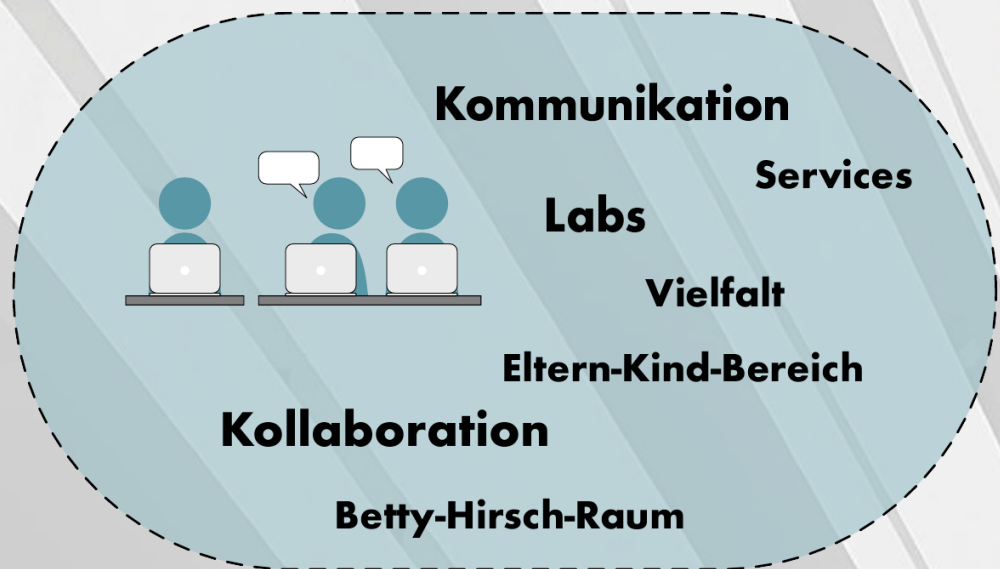 Kommunikation
Services
Labs
Vielfalt
Eltern-Kind-Bereich
Kollaboration
Betty-Hirsch-Raum